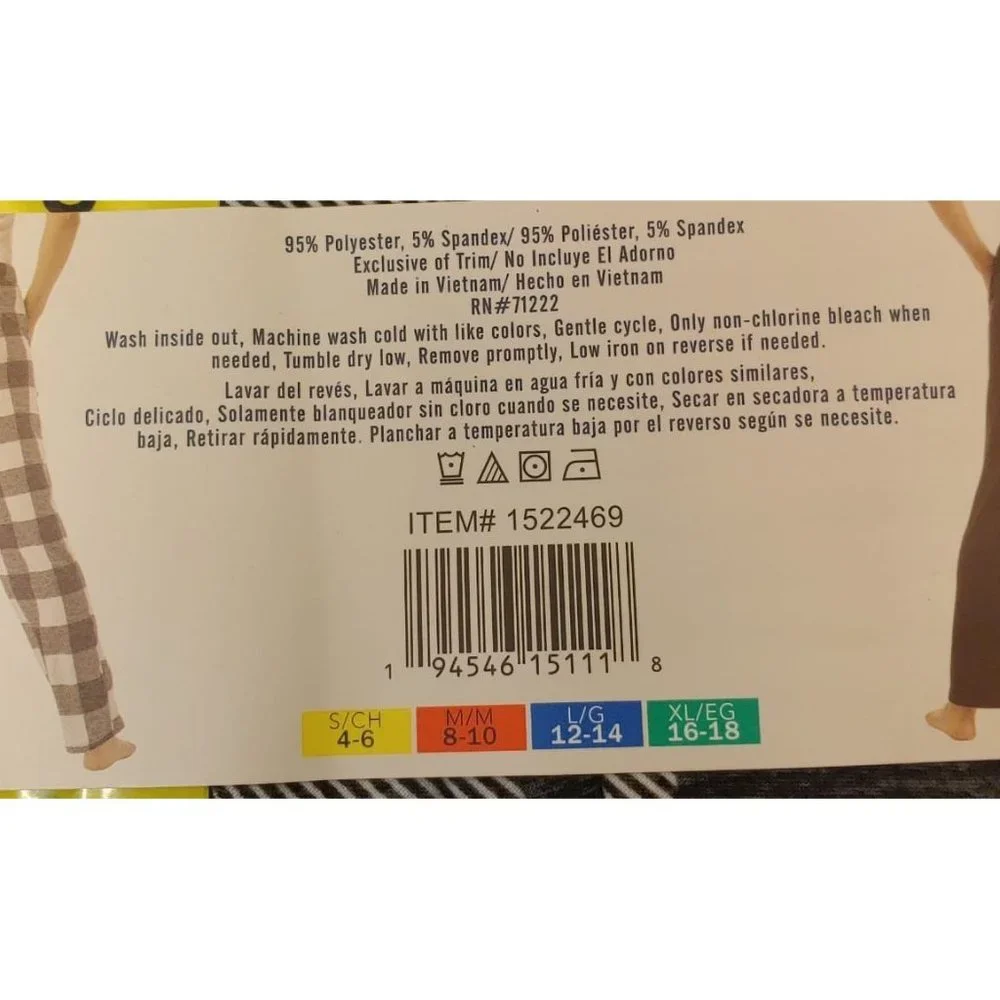 95% Polyester, 5% Spandex/ 95% Poliéster, 5% Spandex
Exclusive of Trim/ No Incluye El Adorno
Made in Vietnam/ Hecho en Vietnam
RN#71222
Wash inside out, Machine wash cold with like colors, Gentle cycle, Only non-chlorine bleach when
needed, Tumble dry low, Remove promptly, Low iron on reverse if needed.
Lavar del revés, Lavar a máquina en agua fría y con colores similares,
Ciclo delicado, Solamente blanqueador sin cloro cuando se necesite, Secar en secadora a temperatura
baja, Retirar rápidamente. Planchar a temperatura baja por el reverso según se necesite.
ITEM# 1522469
1 94546 15111 8
S/CH M/M L/G XL/EG
4-6 8-10 12-14 16-18